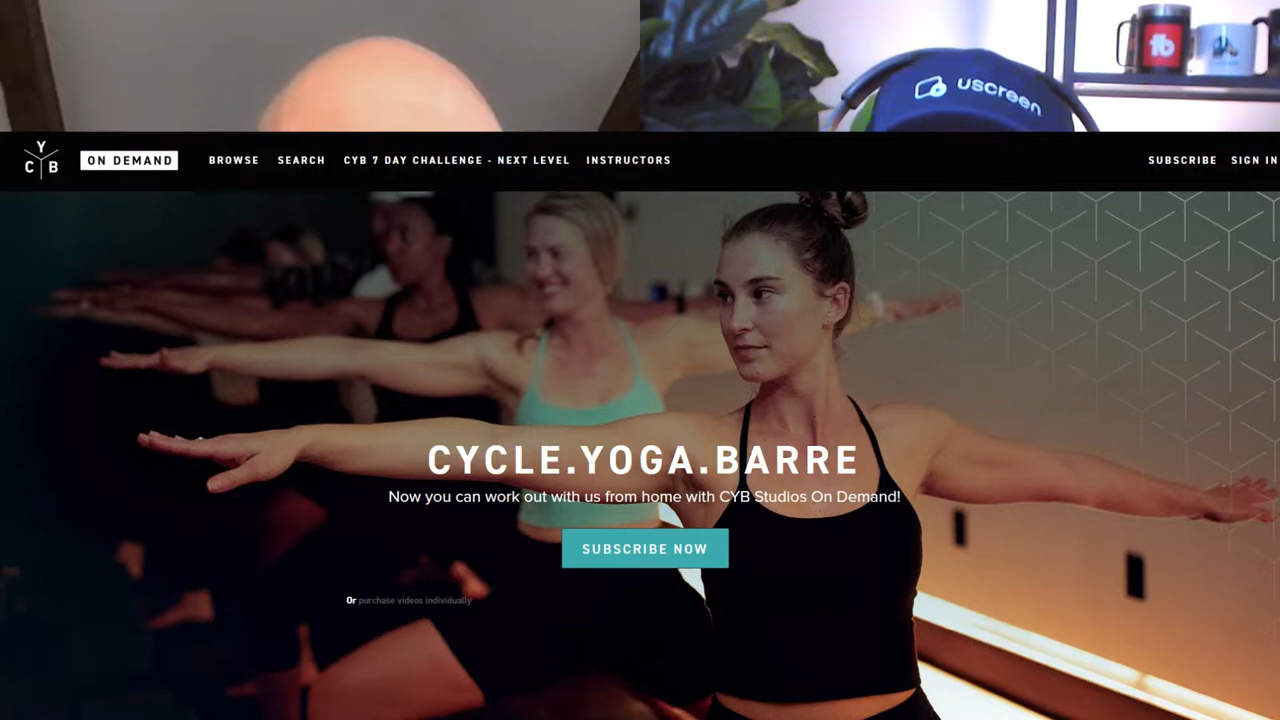 uscreen
Y
C B
ON DEMAND
BROWSE
SEARCH
CYB 7 DAY CHALLENGE - NEXT LEVEL
INSTRUCTORS
SUBSCRIBE
SIGN IN
CYCLE.YOGA.BARRE
Now you can work out with us from home with CYB Studios On Demand!
SUBSCRIBE NOW
Or purchase videos individually